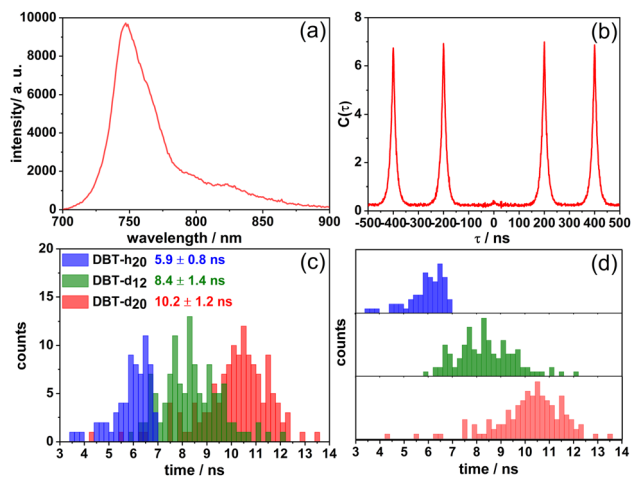 (a)
10000
8000
6000
4000
2000
0
intensity/ a. u.
700 750 800 850 900
wavelength / nm
(b)
8
6
4
2
0
C(τ)
-500 -400 -300 -200 -100 0 100 200 300 400 500
τ / ns
(c)
20
15
10
5
0
counts
DBT-h20 5.9 ± 0.8 ns
DBT-d12 8.4 ± 1.4 ns
DBT-d20 10.2 ± 1.2 ns
3 4 5 6 7 8 9 10 11 12 13 14
time / ns
(d)
counts
3 4 5 6 7 8 9 10 11 12 13 14
time / ns